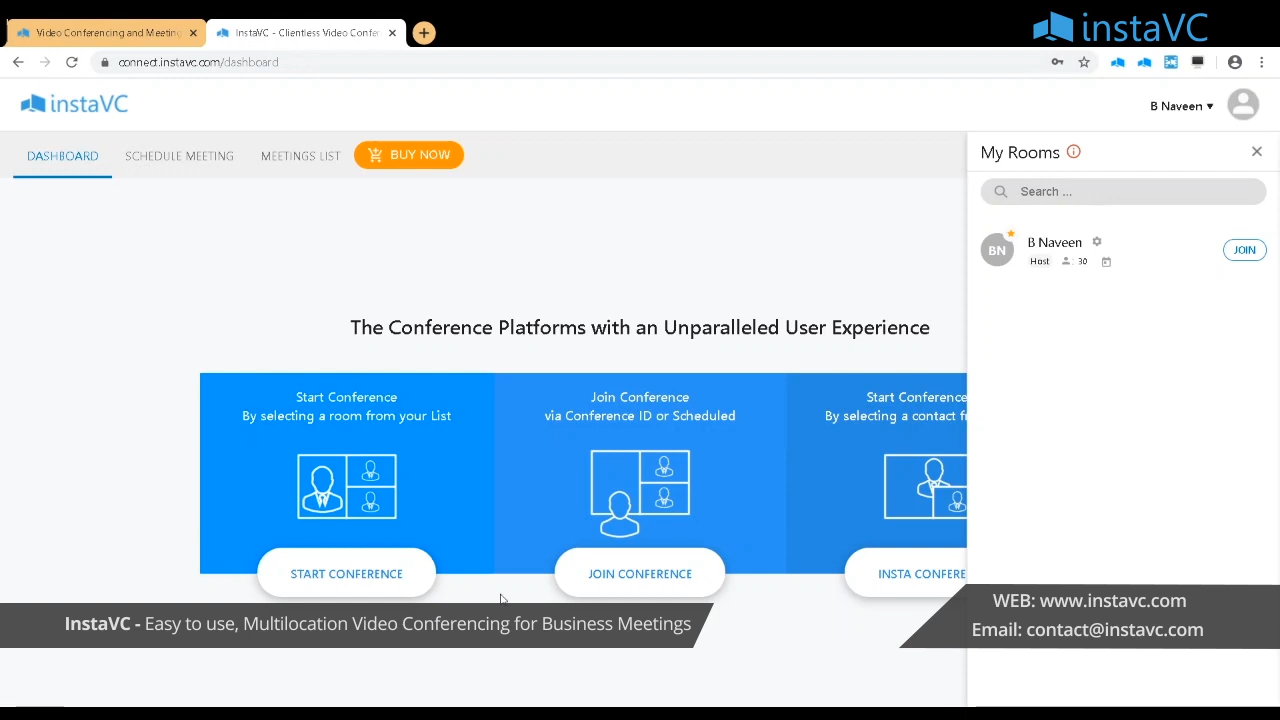 Video Conferencing and Meeting
InstaVC - Clientless Video Confer
instaVC
connect.instavc.com/dashboard
instaVC
B Naveen
DASHBOARD
SCHEDULE MEETING
MEETINGS LIST
BUY NOW
My Rooms
Search ...
BN
B Naveen
Host
: 30
JOIN
The Conference Platforms with an Unparalleled User Experience
Start Conference
By selecting a room from your List
START CONFERENCE
Join Conference
via Conference ID or Scheduled
JOIN CONFERENCE
Start Conference
By selecting a contact fr
INSTA CONFERE
InstaVC - Easy to use, Multilocation Video Conferencing for Business Meetings
WEB: www.instavc.com
Email: contact@instavc.com